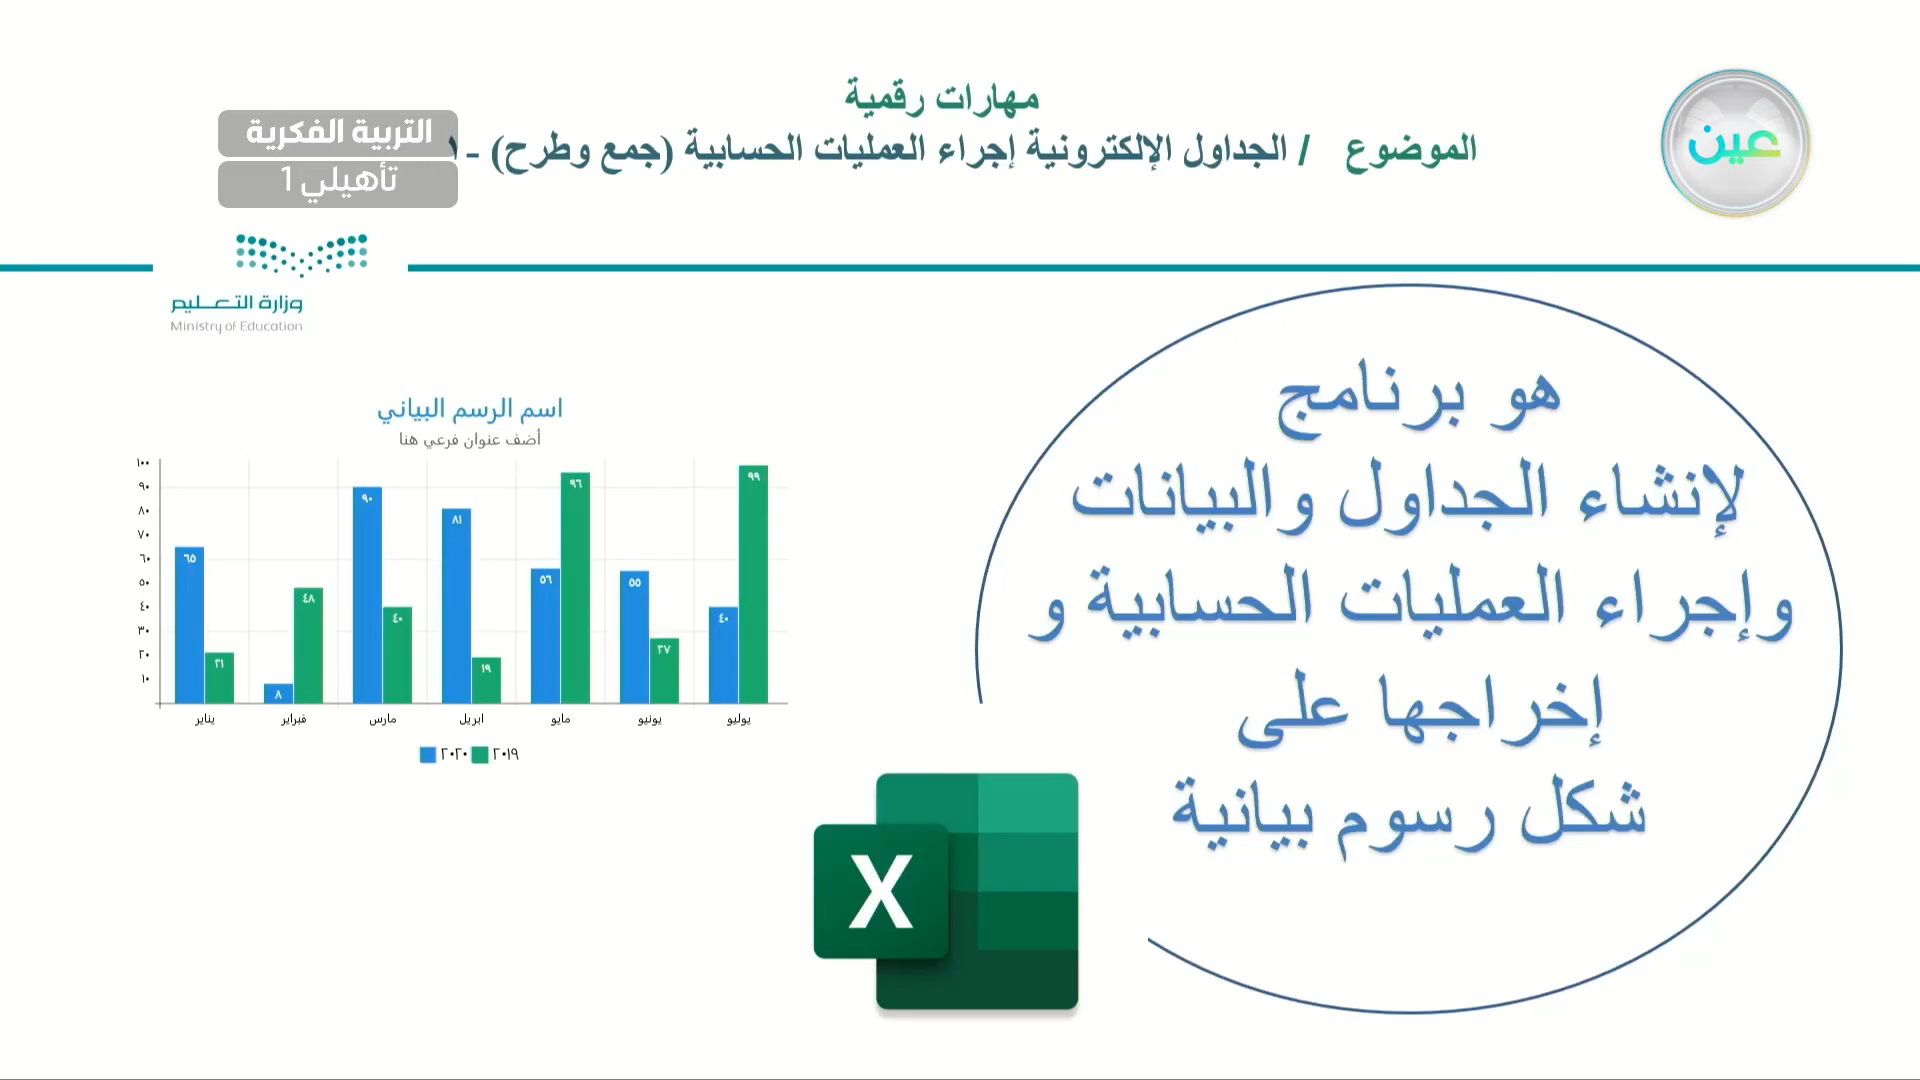 مهارات رقمية
الموضوع / الجداول الإلكترونية إجراء العمليات الحسابية (جمع وطرح) - ١
عين
التربية الفكرية
تأهيلي 1
وزارة التعليم
Ministry of Education
هو برنامج
لإنشاء الجداول والبيانات
وإجراء العمليات الحسابية و
إخراجها على
شكل رسوم بيانية
اسم الرسم البياني
أضف عنوان فرعي هنا
١٠٠
٩٠
٨٠
٧٠
٦٠
٥٠
٤٠
٣٠
٢٠
١٠
٦٥ ٢١ ٨ ٤٨ ٩٠ ٤٠ ٨١ ١٩ ٥٦ ٩٦ ٥٥ ٢٧ ٤٠ ٩٩
يناير فبراير مارس ابريل مايو يونيو يوليو
٢٠٢٠ ٢٠١٩
X